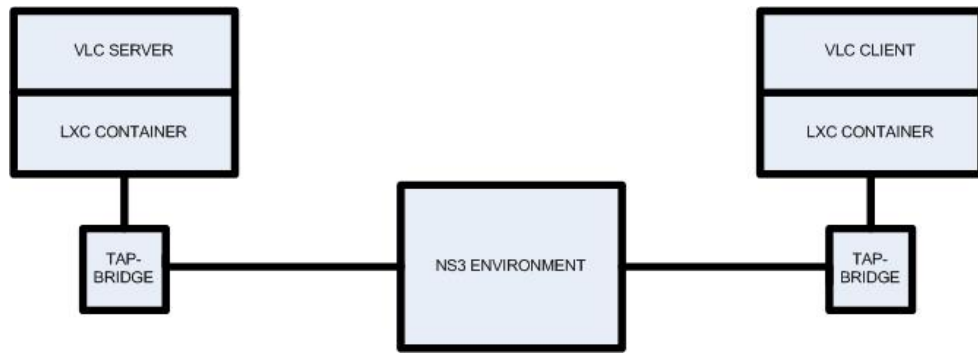 VLC SERVER
LXC CONTAINER
TAP-
BRIDGE
NS3 ENVIRONMENT
VLC CLIENT
LXC CONTAINER
TAP-
BRIDGE